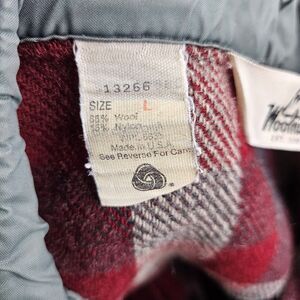 13266
SIZE L
85% Wool
15% Nylon
Made in U.S.A.
See Reverse For Care